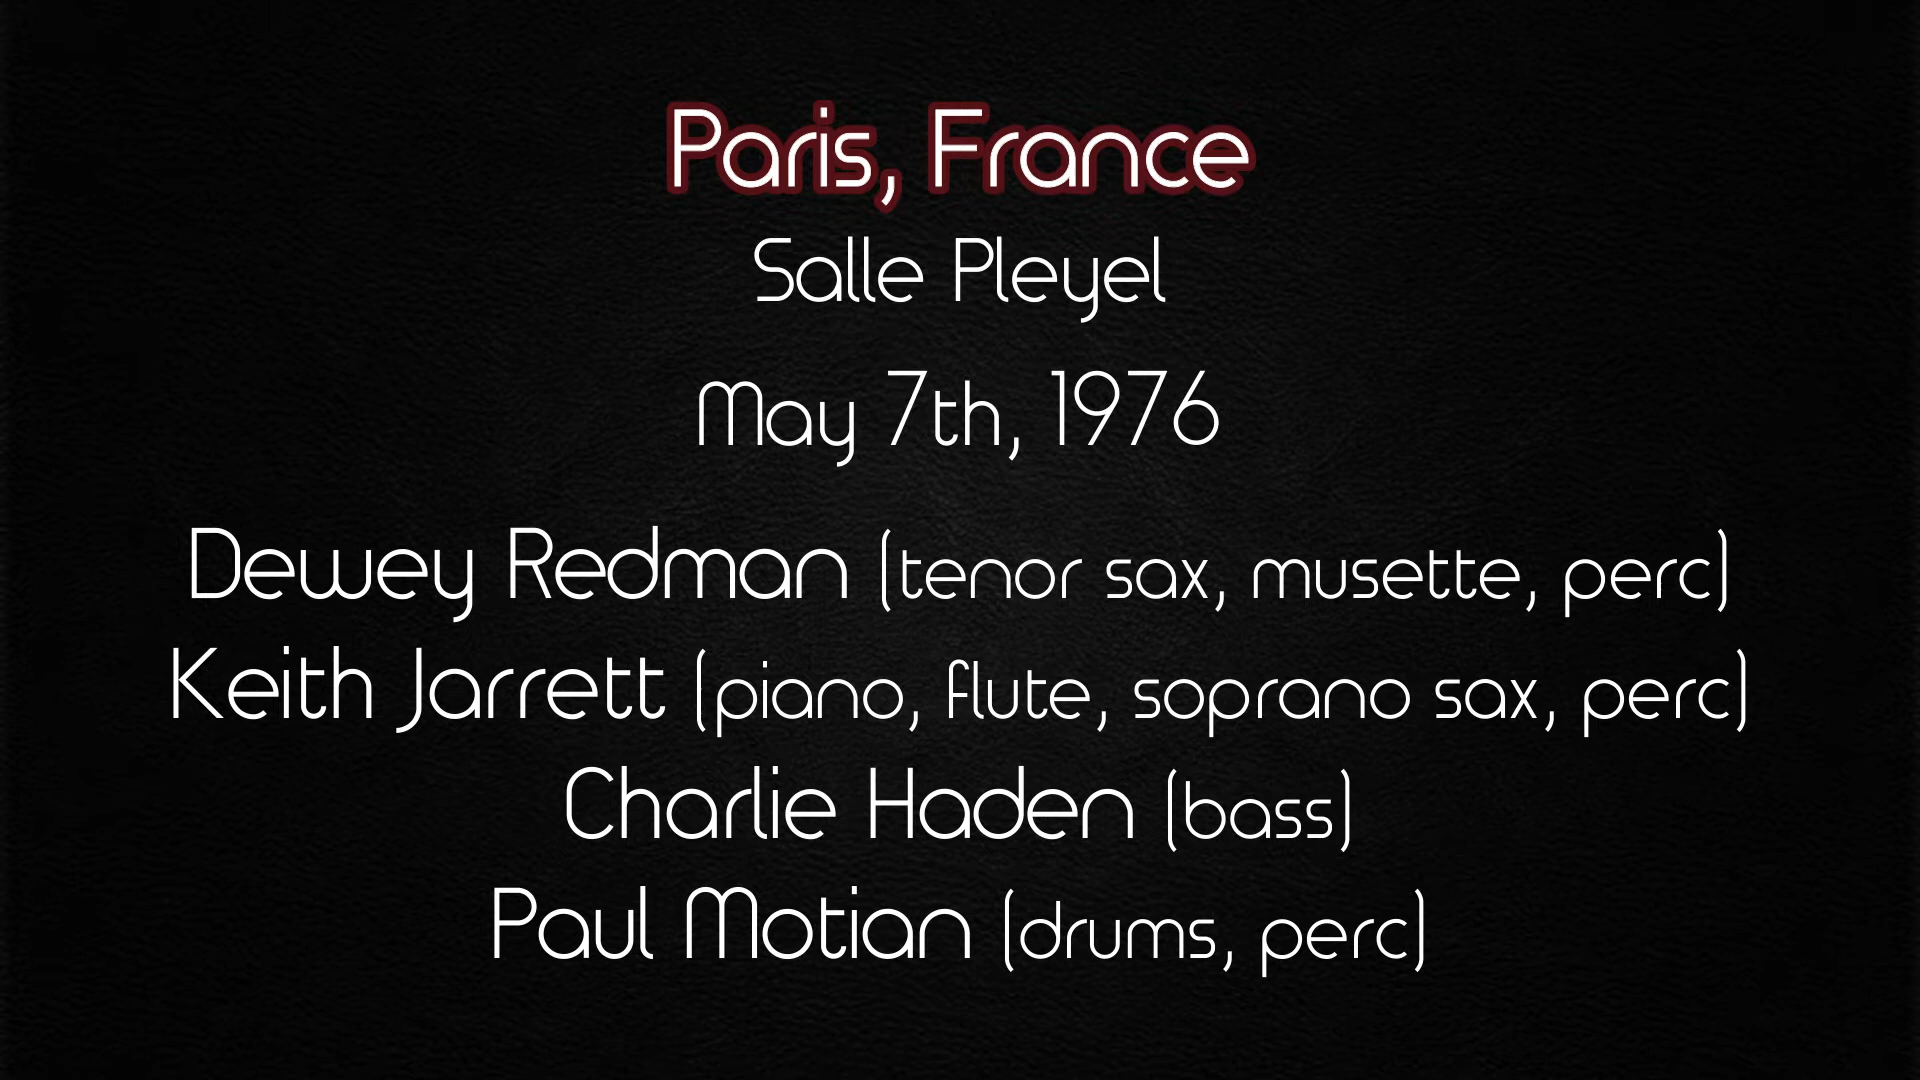 Paris, France
Salle Pleyel
May 7th, 1976
Dewey Redman (tenor sax, musette, perc)
Keith Jarrett (piano, flute, soprano sax, perc)
Charlie Haden (bass)
Paul Motian (drums, perc)